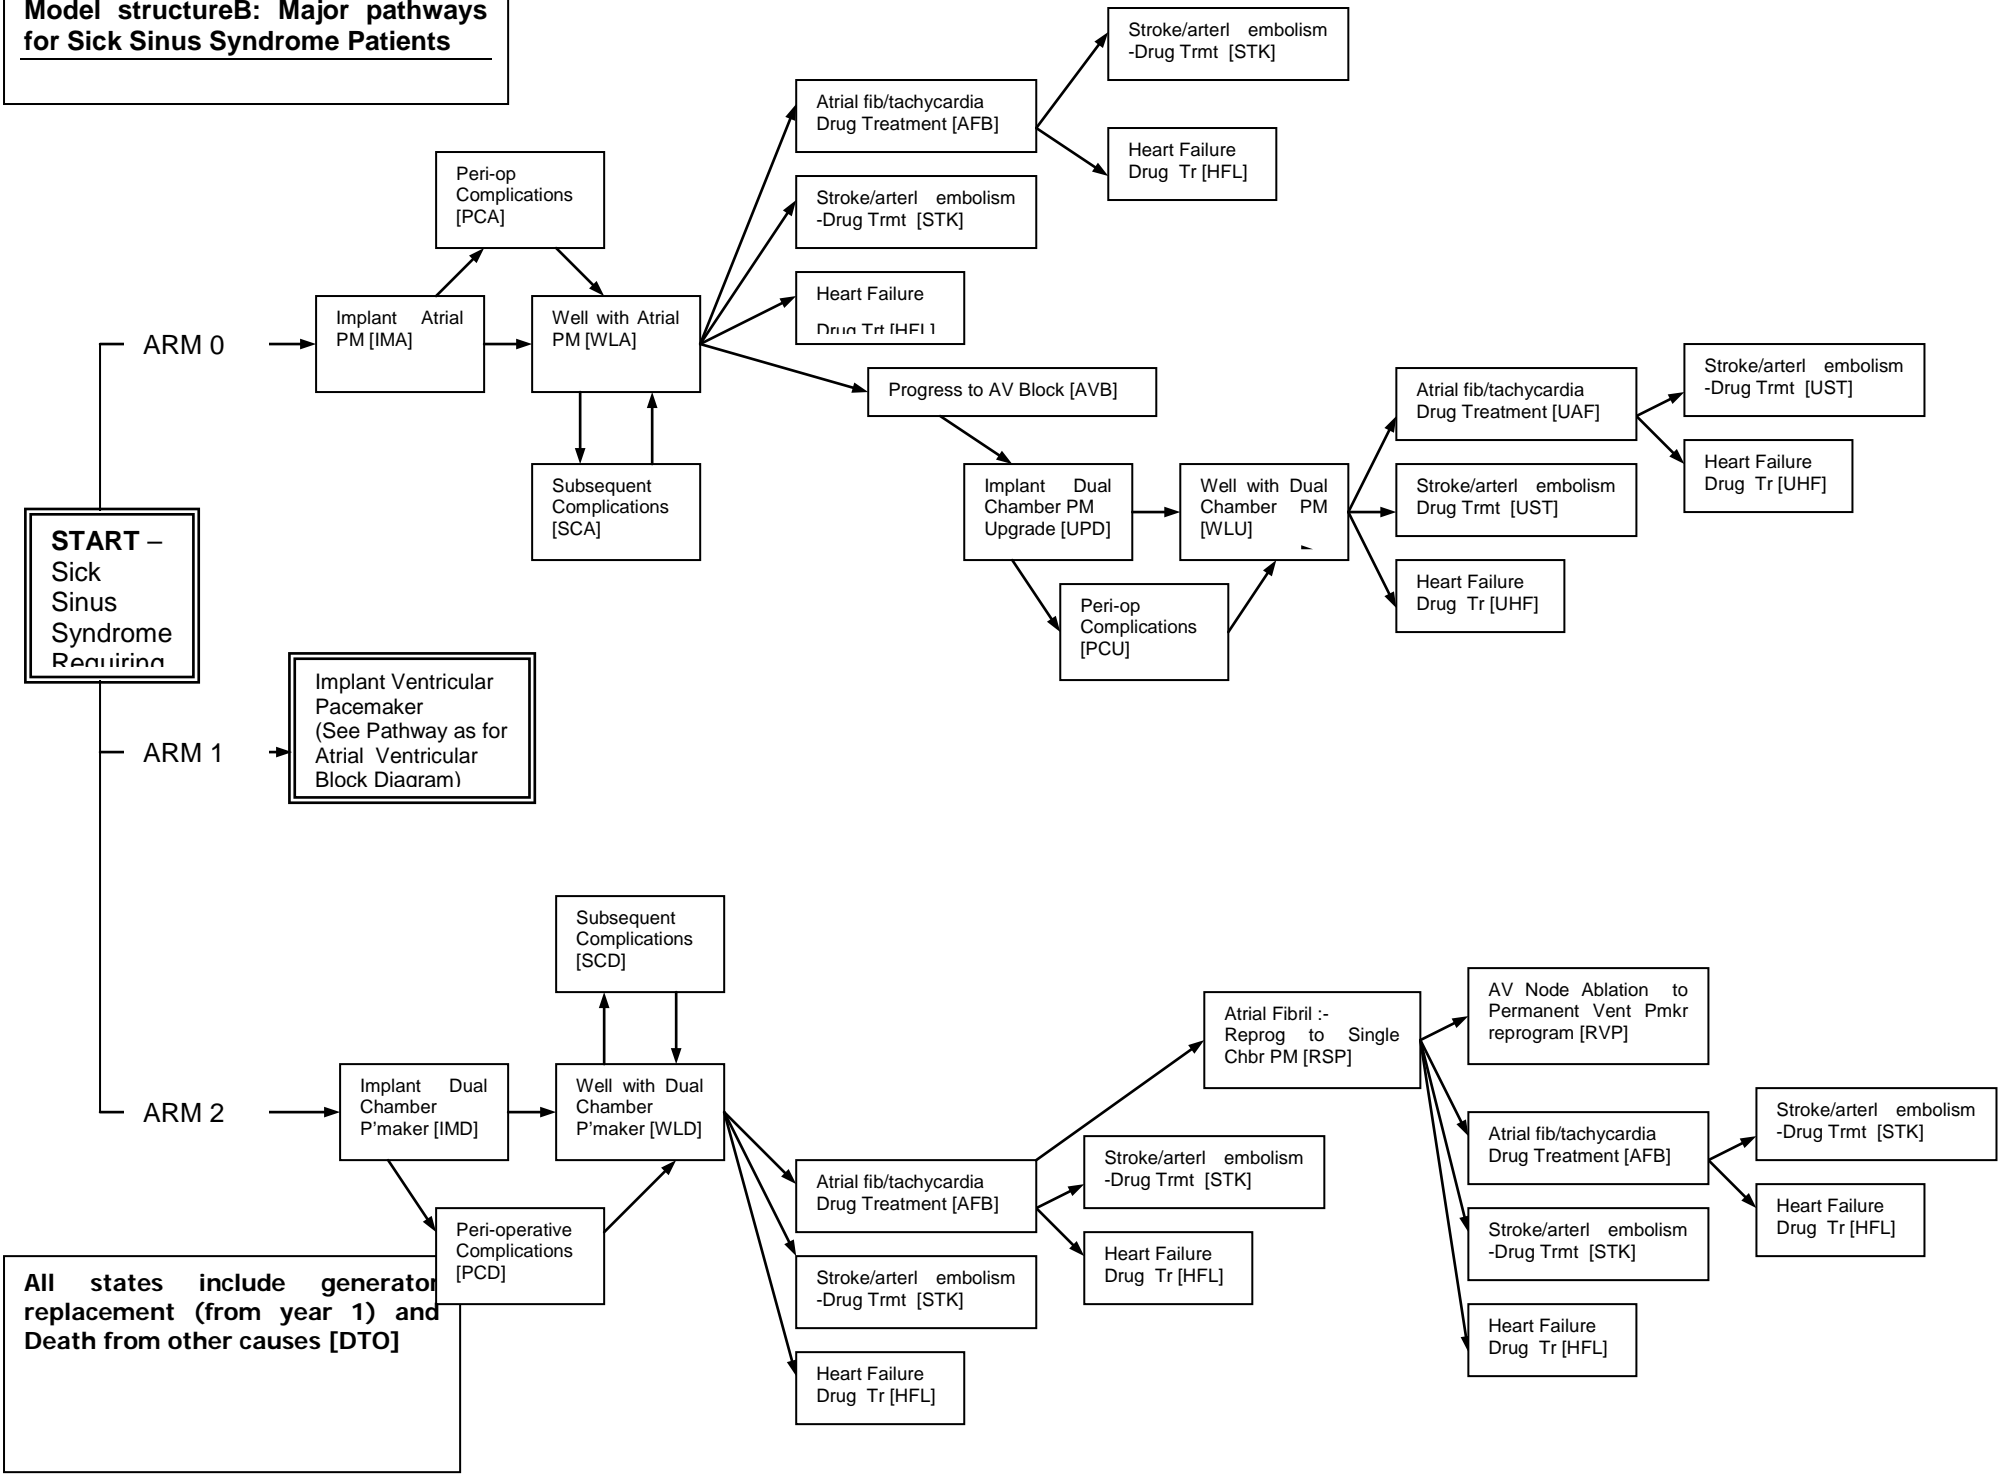 Model structureB: Major pathways
for Sick Sinus Syndrome Patients
Stroke/arterl embolism
-Drug Trmt [STK]
Atrial fib/tachycardia
Drug Treatment [AFB]
Heart Failure
Drug Tr [HFL]
Peri-op
Complications
[PCA]
Stroke/arterl embolism
-Drug Trmt [STK]
Heart Failure
Drug Trt [HFL]
ARM 0
Implant Atrial
PM [IMA]
Well with Atrial
PM [WLA]
Progress to AV Block [AVB]
Subsequent
Complications
[SCA]
Implant Dual
Chamber PM
Upgrade [UPD]
Well with Dual
Chamber PM
[WLU]
Peri-op
Complications
[PCU]
Atrial fib/tachycardia
Drug Treatment [UAF]
Stroke/arterl embolism
-Drug Trmt [UST]
Heart Failure
Drug Tr [UHF]
Stroke/arterl embolism
Drug Trmt [UST]
Heart Failure
Drug Tr [UHF]
START –
Sick
Sinus
Syndrome
Requiring
ARM 1
Implant Ventricular
Pacemaker
(See Pathway as for
Atrial Ventricular
Block Diagram)
Subsequent
Complications
[SCD]
ARM 2
Implant Dual
Chamber
P'maker [IMD]
Well with Dual
Chamber
P'maker [WLD]
Peri-operative
Complications
[PCD]
Atrial fib/tachycardia
Drug Treatment [AFB]
Stroke/arterl embolism
-Drug Trmt [STK]
Heart Failure
Drug Tr [HFL]
Atrial Fibril :-
Reprog to Single
Chbr PM [RSP]
Stroke/arterl embolism
-Drug Trmt [STK]
Heart Failure
Drug Tr [HFL]
AV Node Ablation to
Permanent Vent Pmkr
reprogram [RVP]
Atrial fib/tachycardia
Drug Treatment [AFB]
Stroke/arterl embolism
-Drug Trmt [STK]
Heart Failure
Drug Tr [HFL]
Stroke/arterl embolism
-Drug Trmt [STK]
Heart Failure
Drug Tr [HFL]
All states include generator
replacement (from year 1) and
Death from other causes [DTO]